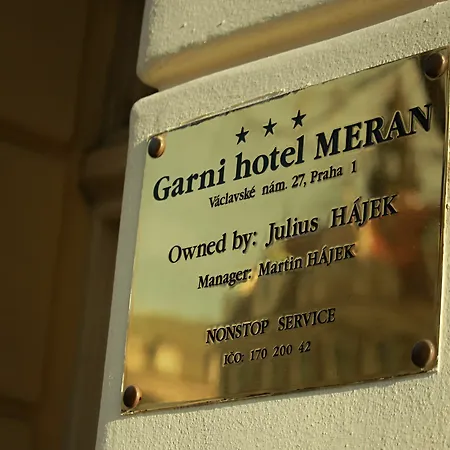 ★ ★ ★
Garni hotel MERAN
Václavské nám. 27, Praha 1
Owned by: Julius HÁJEK
Manager: Martin HÁJEK
NONSTOP SERVICE
IČO: 170 200 42